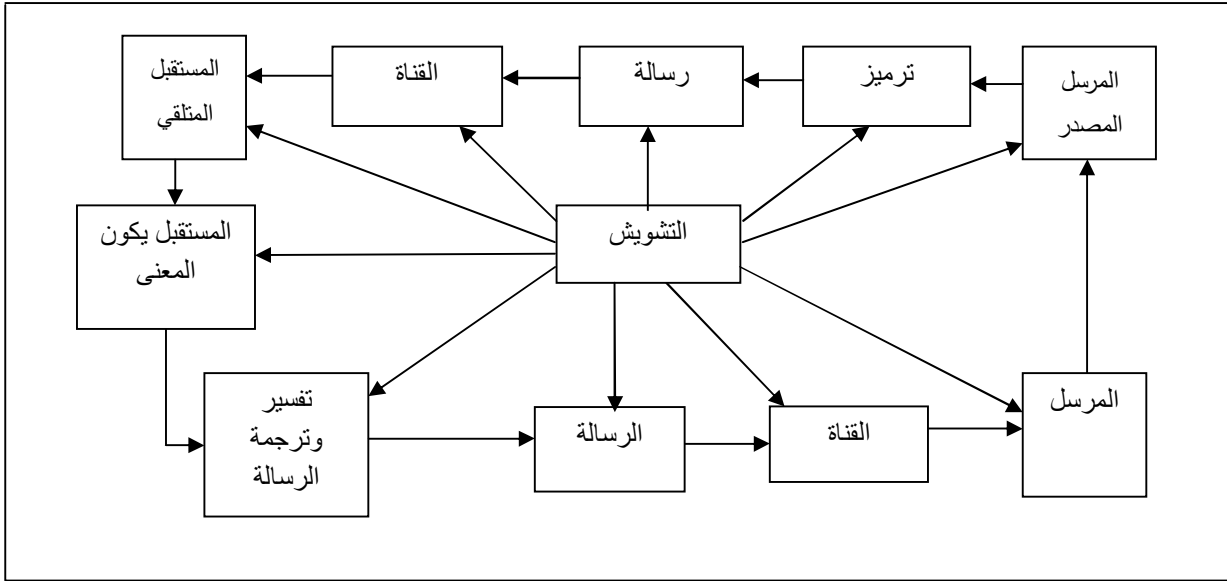 المرسل
المصدر
ترميز
رسالة
القناة
المستقبل
المتلقي
التشويش
المستقبل يكون
المعنى
تفسير
وترجمة
الرسالة
الرسالة
القناة
المرسل